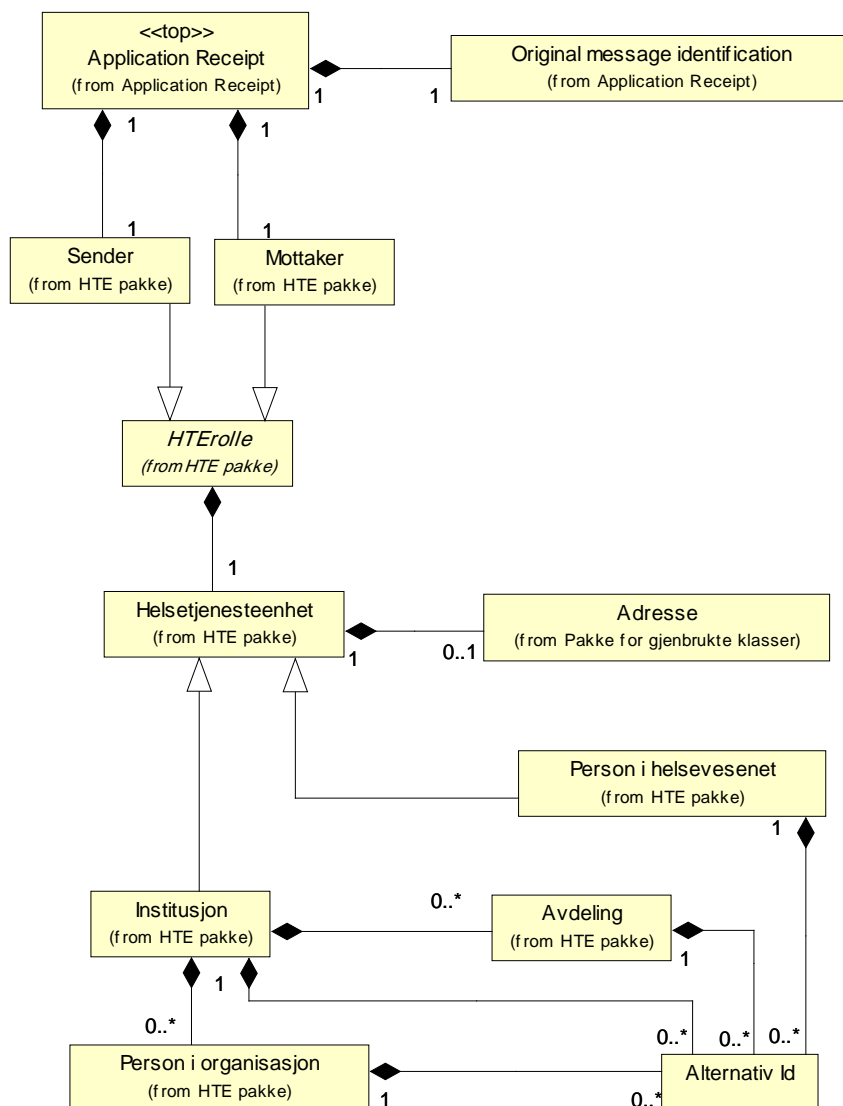 <<top>>
Application Receipt
(from Application Receipt)
Original message identification
(from Application Receipt)
1
1
1
1
1
1
Sender
(from HTE pakke)
Mottaker
(from HTE pakke)
HTErolle
(from HTE pakke)
1
Helsetjenesteenhet
(from HTE pakke)
1
0..1
Adresse
(from Pakke for gjenbrukte klasser)
Person i helsevesenet
(from HTE pakke)
1
Institusjon
(from HTE pakke)
0..*
Avdeling
(from HTE pakke)
1
1
0..*
0..*
0..*
0..*
Person i organisasjon
(from HTE pakke)
1
0..*
Alternativ Id